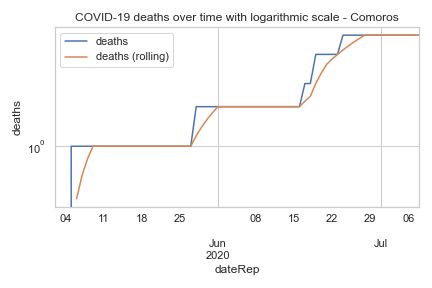 COVID-19 deaths over time with logarithmic scale - Comoros
deaths
deaths (rolling)
deaths
10⁰
04 11 18 25 08 15 22 29 06
Jun Jul
2020
dateRep